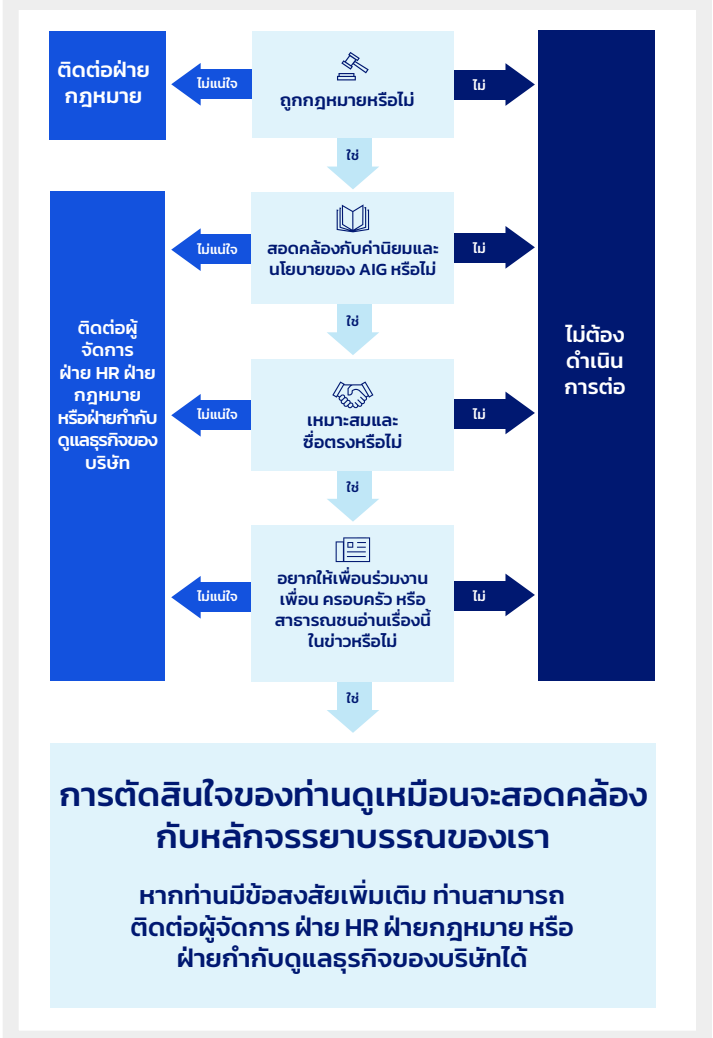 ติดต่อฝ่าย
กฎหมาย
ไม่แน่ใจ
ถูกกฎหมายหรือไม่
ไม่
ใช่
ไม่แน่ใจ
สอดคล้องกับค่านิยมและ
นโยบายของ AIG หรือไม่
ไม่
ใช่
ติดต่อผู้
จัดการ
ฝ่าย HR ฝ่าย
กฎหมาย
หรือฝ่ายกำกับ
ดูแลธุรกิจของ
บริษัท
ไม่ต้อง
ดำเนิน
การต่อ
ไม่แน่ใจ
เหมาะสมและ
ซื่อตรงหรือไม่
ไม่
ใช่
ไม่แน่ใจ
อยากให้เพื่อนร่วมงาน
เพื่อน ครอบครัว หรือ
สาธารณชนอ่านเรื่องนี้
ในข่าวหรือไม่
ไม่
ใช่
การตัดสินใจของท่านดูเหมือนจะสอดคล้อง
กับหลักจรรยาบรรณของเรา
หากท่านมีข้อสงสัยเพิ่มเติม ท่านสามารถ
ติดต่อผู้จัดการ ฝ่าย HR ฝ่ายกฎหมาย หรือ
ฝ่ายกำกับดูแลธุรกิจของบริษัทได้